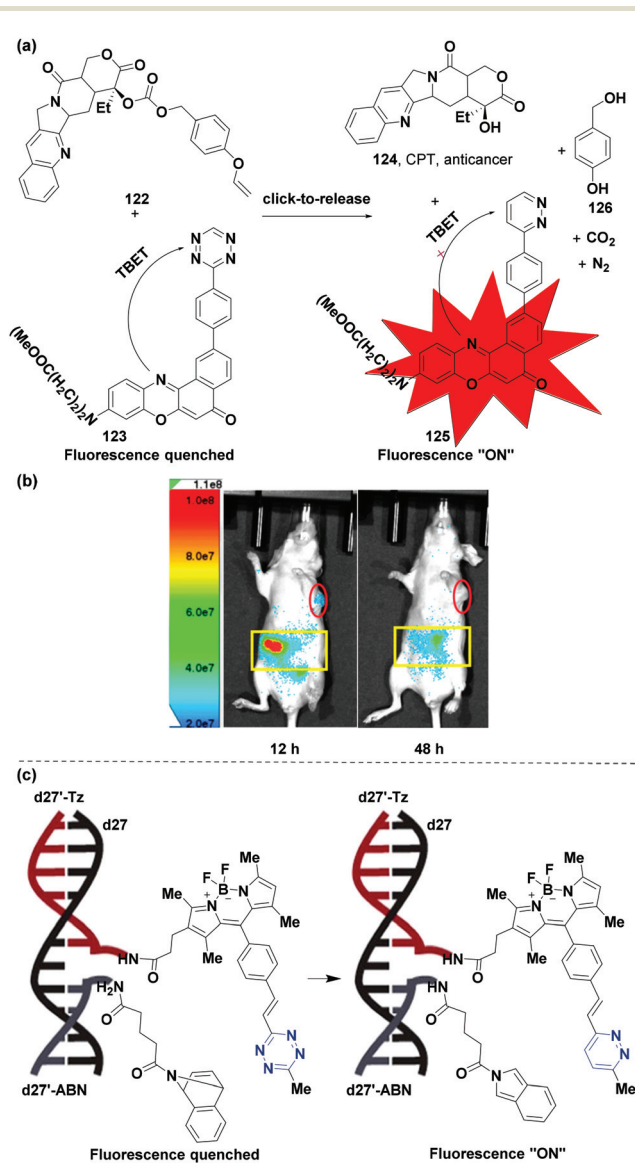 (a)
O
O
O
N
O
Et
O
O
O
N
O
122
+
click-to-release
O
O
N
O
Et
OH
N
124, CPT, anticancer
+
HO
OH
126
+
+ CO2
+ N2
N
N
N
N
TBET
(MeOOC(H2C)2)2N
N
O
O
123
Fluorescence quenched
N
N
TBET
x
(MeOOC(H2C)2)2N
N
O
O
125
Fluorescence "ON"
(b)
1.1e8
1.0e8
8.0e7
6.0e7
4.0e7
2.0e7
12 h
48 h
(c)
d27'-Tz
d27
F
F
Me
Me
N
+
B
−
N
Me
Me
HN
O
H2N
O
O
N
N
N
N
N
Me
d27'-ABN
Fluorescence quenched
d27'-Tz
d27
F
F
Me
Me
N
+
B
−
N
Me
Me
HN
O
HN
O
O
N
N
N
Me
d27'-ABN
Fluorescence "ON"